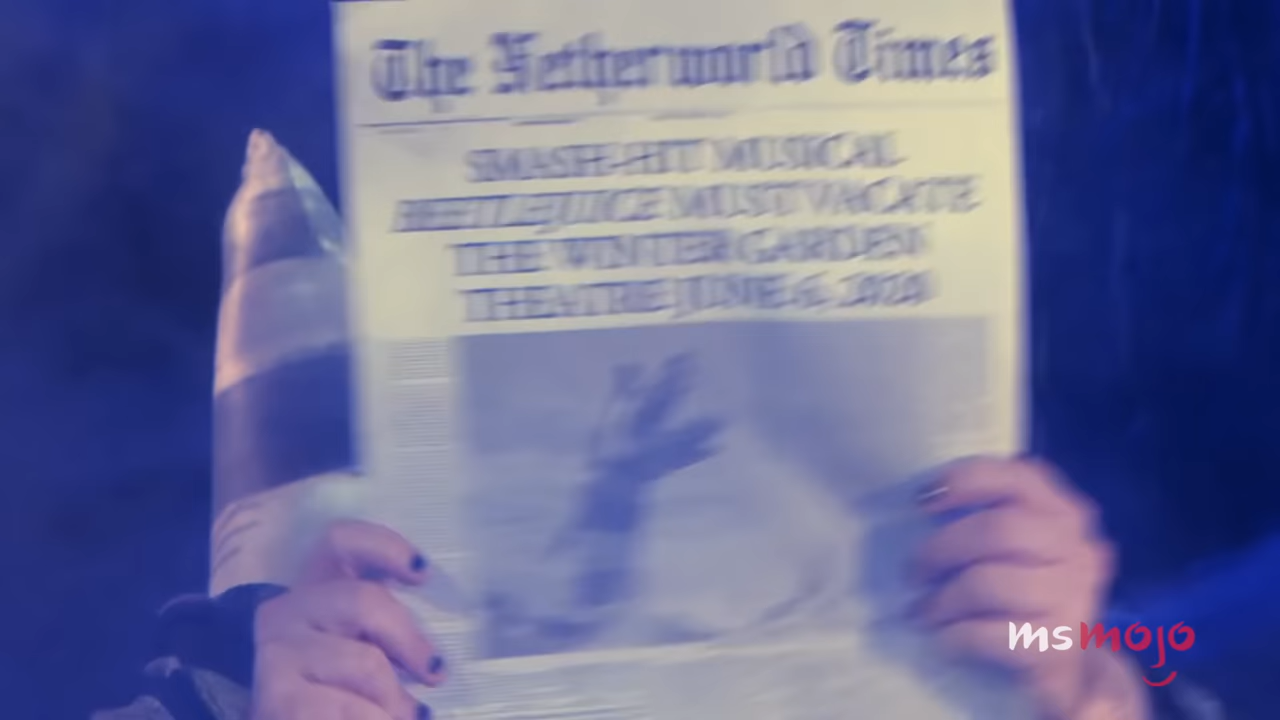 The Netherworld Times
SMASH-HIT MUSICAL
BEETLEJUICE MUST VACATE
THE WINTER GARDEN
THEATRE JUNE 6, 2020
msmojo